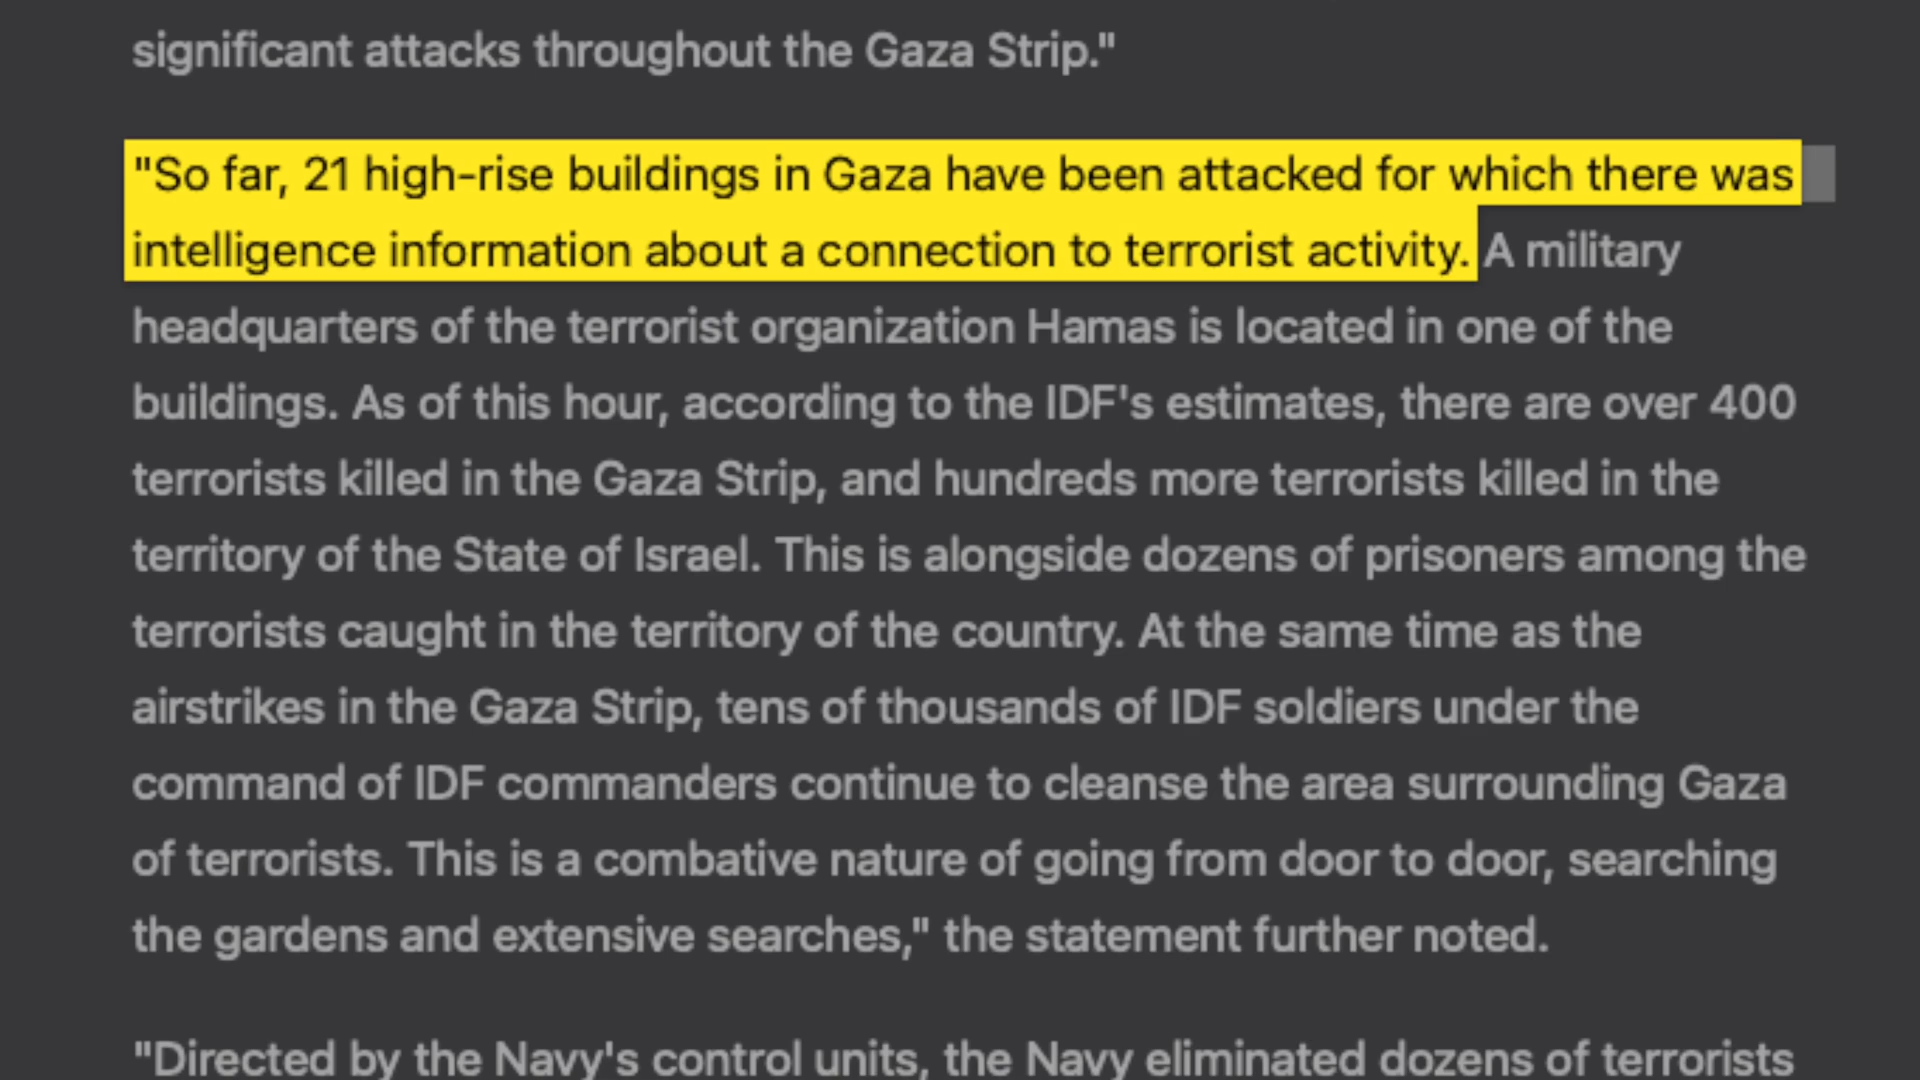 significant attacks throughout the Gaza Strip."
"So far, 21 high-rise buildings in Gaza have been attacked for which there was
intelligence information about a connection to terrorist activity. A military
headquarters of the terrorist organization Hamas is located in one of the
buildings. As of this hour, according to the IDF's estimates, there are over 400
terrorists killed in the Gaza Strip, and hundreds more terrorists killed in the
territory of the State of Israel. This is alongside dozens of prisoners among the
terrorists caught in the territory of the country. At the same time as the
airstrikes in the Gaza Strip, tens of thousands of IDF soldiers under the
command of IDF commanders continue to cleanse the area surrounding Gaza
of terrorists. This is a combative nature of going from door to door, searching
the gardens and extensive searches," the statement further noted.
"Directed by the Navy's control units, the Navy eliminated dozens of terrorists